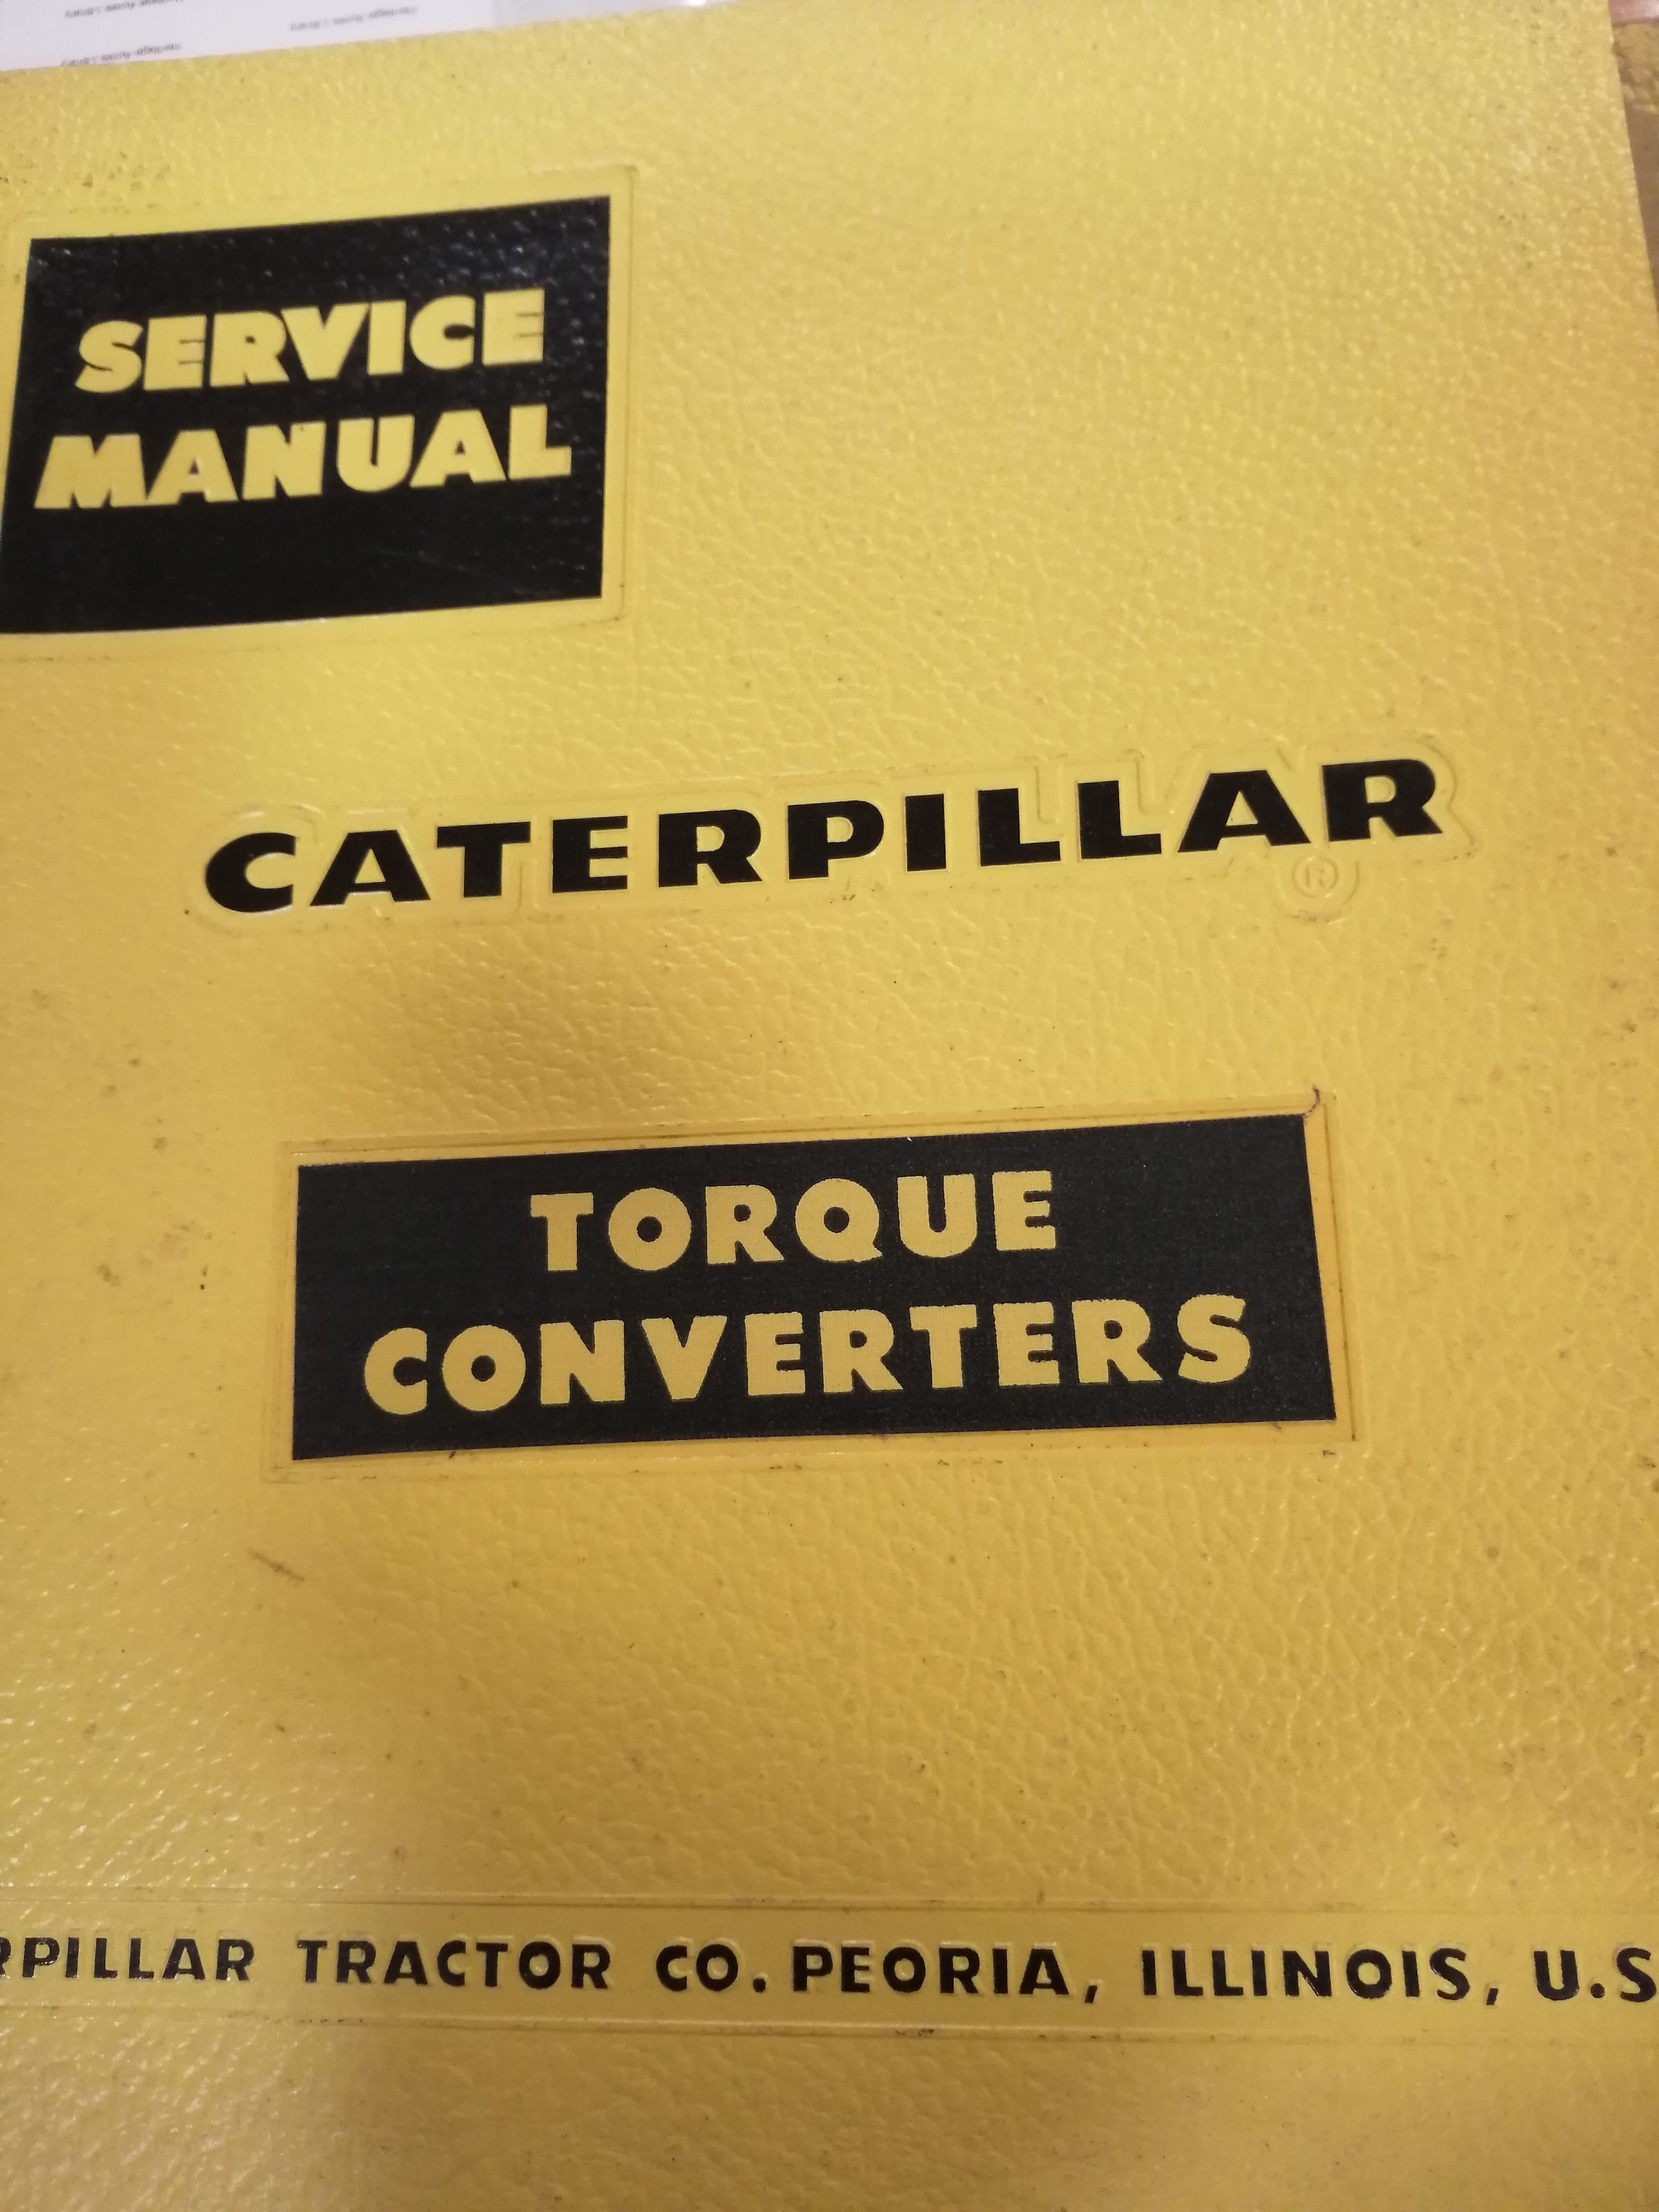 SERVICE
MANUAL
CATERPILLAR
®
TORQUE
CONVERTERS
RPILLAR TRACTOR CO. PEORIA, ILLINOIS, U.S